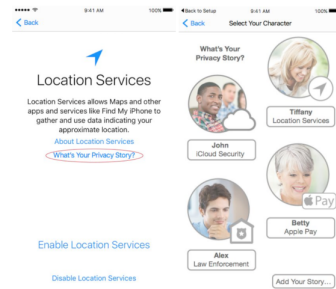 9:41 AM 100%
Back
Location Services
Location Services allows Maps and other
apps and services like Find My iPhone to
gather and use data indicating your
approximate location.
About Location Services
What's Your Privacy Story?
Enable Location Services
Disable Location Services
Back to Setup 9:41 AM 100%
Back Select Your Character
What's Your
Privacy Story?
Tiffany
Location Services
John
iCloud Security
Pay
Betty
Apple Pay
Alex
Law Enforcement
Add Your Story...